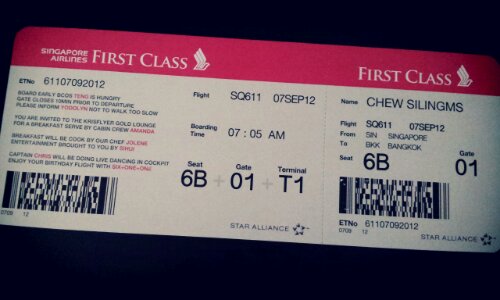 SINGAPORE AIRLINES FIRST CLASS
ETNo 61107092012
BOARD EARLY BCOS TENG IS HUNGRY
GATE CLOSES 10MIN PRIOR TO DEPARTURE
PLEASE INFORM YODOLYN NOT TO WALK TOO SLOW
YOU ARE INVITED TO THE KRISFLYER GOLD LOUNGE
FOR A BREAKFAST SERVE BY CABIN CREW AMANDA
BREAKFAST WILL BE COOK BY OUR CHEF JOLENE
ENTERTAINMENT BROUGHT TO YOU BY SIHUI
CAPTAIN CHRIS WILL BE DOING LIVE DANCING IN COCKPIT
ENJOY YOUR BIRTHDAY FLIGHT WITH SIX+ONE+ONE
0709 12
Flight SQ611 07SEP12
Boarding Time 07:05 AM
Seat Gate Terminal
6B + 01 + T1
STAR ALLIANCE
FIRST CLASS
Name CHEW SILINGMS
Flight SQ611 07SEP12
From SIN SINGAPORE
To BKK BANGKOK
Seat Gate
6B 01
ETNo 61107092012
0709 12
STAR ALLIANCE